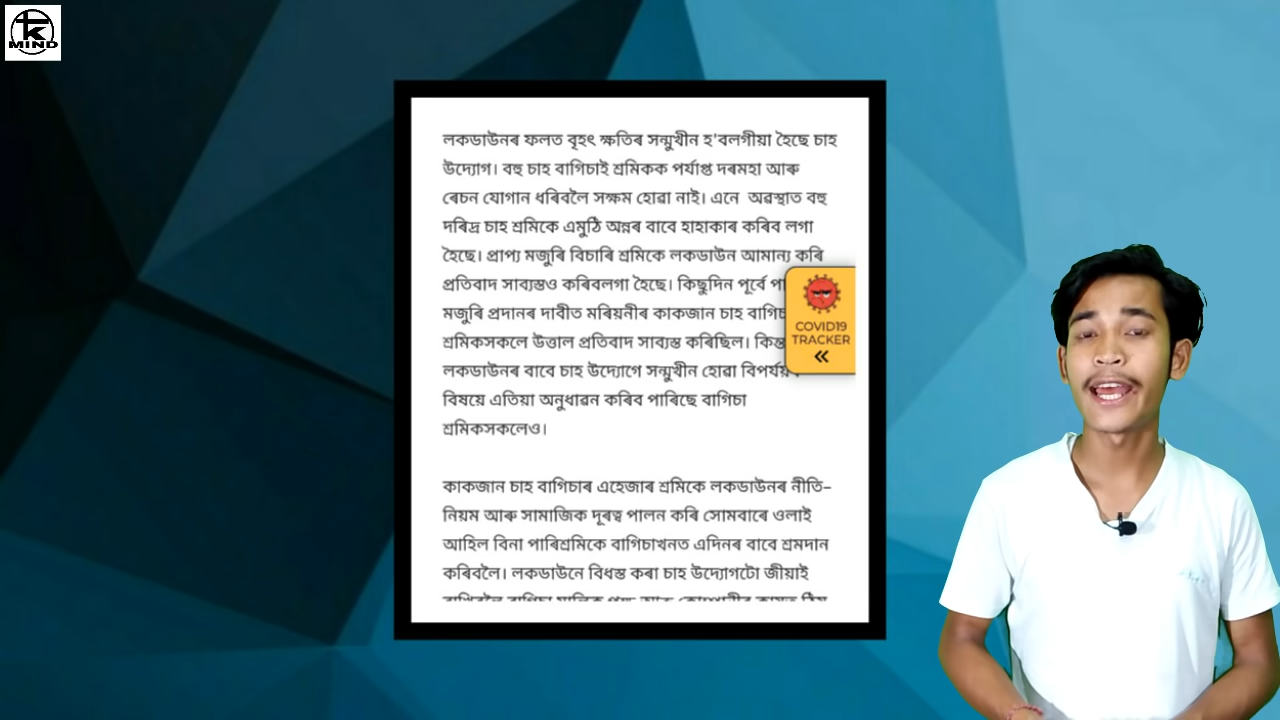 TK
MIND
লকডাউনৰ ফলত বৃহৎ ক্ষতিৰ সন্মুখীন হ'বলগীয়া হৈছে চাহ
উদ্যোগ। বহু চাহ বাগিচাই শ্ৰমিকক পৰ্যাপ্ত দৰমহা আৰু
ৰেচন যোগান ধৰিবলৈ সক্ষম হোৱা নাই। এনে অৱস্থাত বহু
দৰিদ্ৰ চাহ শ্ৰমিকে এমুঠি অন্নৰ বাবে হাহাকাৰ কৰিব লগা
হৈছে। প্ৰাপ্য মজুৰি বিচাৰি শ্ৰমিকে লকডাউন আমান্য কৰি
প্ৰতিবাদ সাব্যস্তও কৰিবলগা হৈছে। কিছুদিন পূৰ্বে
মজুৰি প্ৰদানৰ দাবীত মৰিয়নীৰ কাকজান চাহ
শ্ৰমিকসকলে উত্তাল প্ৰতিবাদ সাব্যস্ত কৰিছিল।
লকডাউনৰ বাবে চাহ উদ্যোগে সন্মুখীন হোৱা
বিষয়ে এতিয়া অনুধাৱন কৰিব পাৰিছে বাগিচা
শ্ৰমিকসকলেও।
COVID19
TRACKER
কাকজান চাহ বাগিচাৰ এহেজাৰ শ্ৰমিকে লকডাউনৰ নীতি–
নিয়ম আৰু সামাজিক দূৰত্ব পালন কৰি সোমবাৰে ওলাই
আহিল বিনা পাৰিশ্ৰমিকে বাগিচাখনত এদিনৰ বাবে শ্ৰমদান
কৰিবলৈ। লকডাউনে বিধস্ত কৰা চাহ উদ্যোগটো জীয়াই